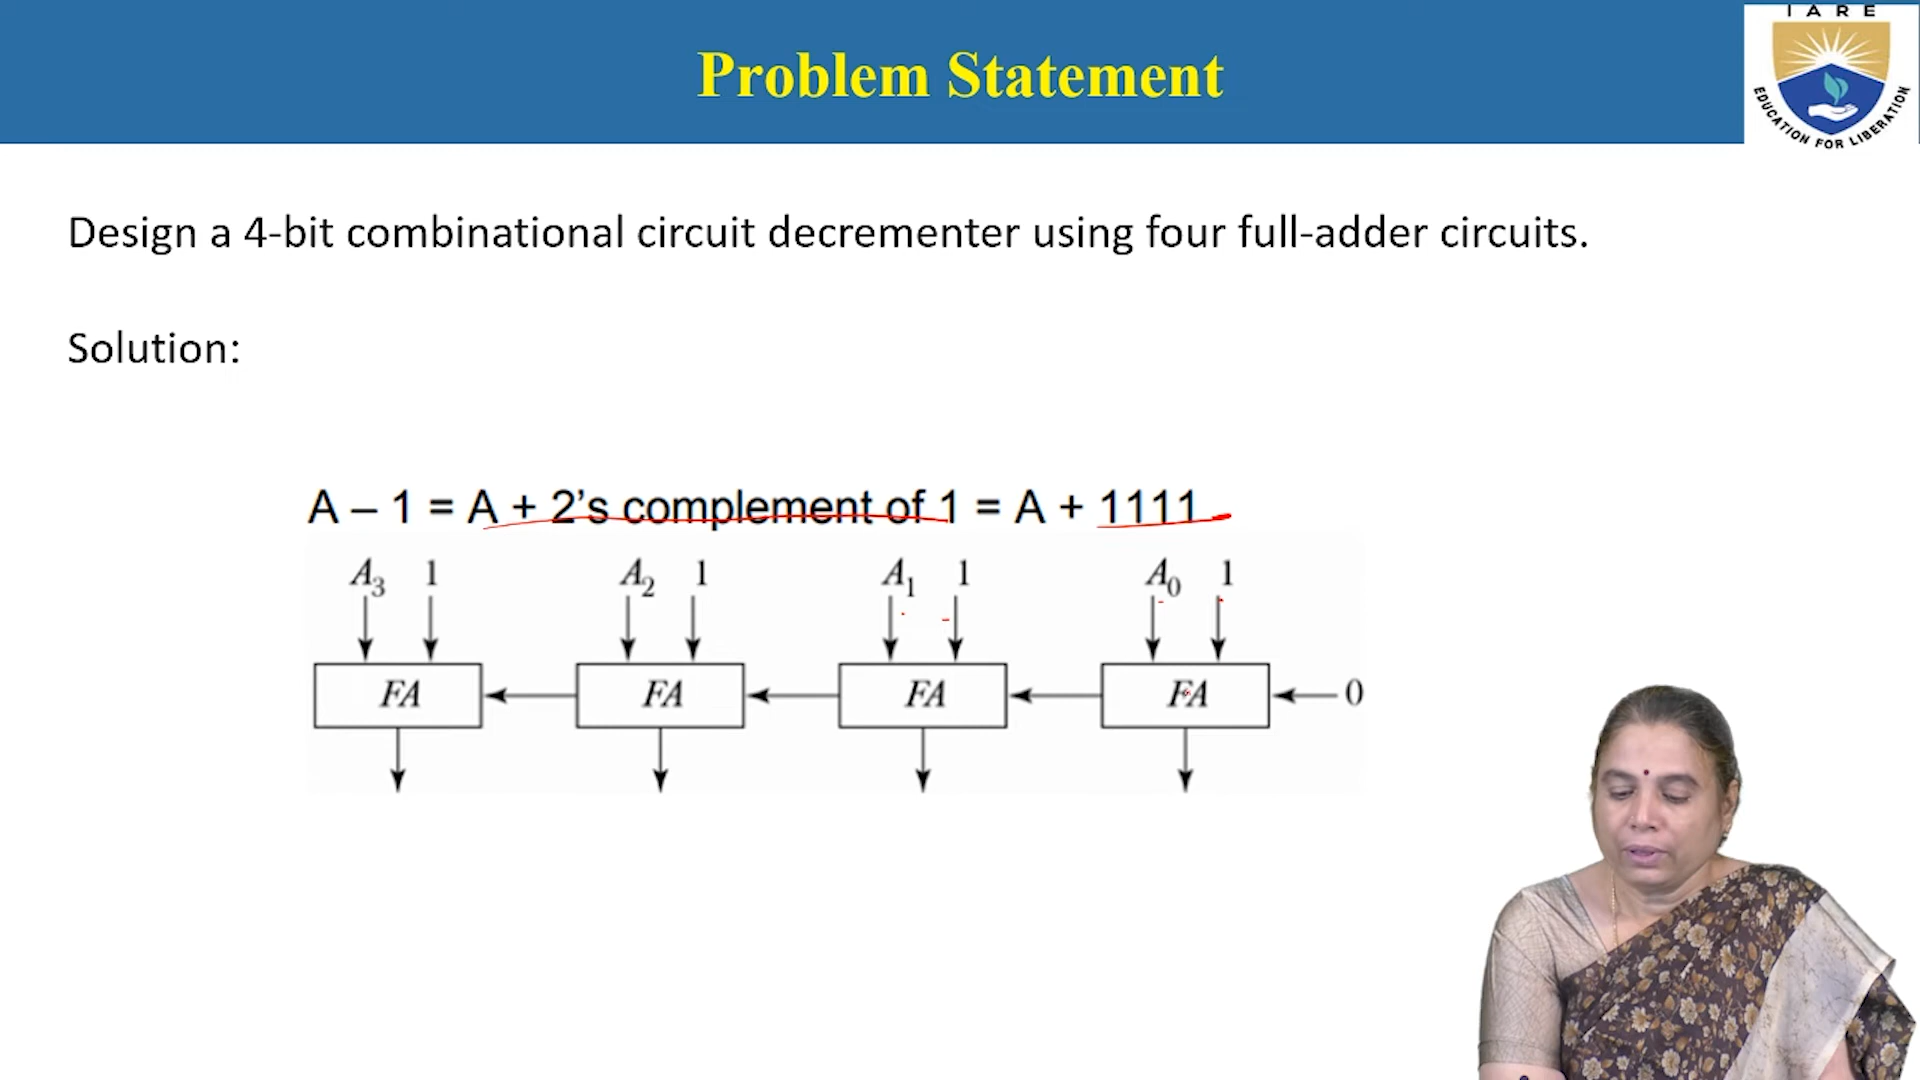 IARE
Problem Statement
EDUCATION FOR LIBERATION
Design a 4-bit combinational circuit decrementer using four full-adder circuits.
Solution:
A – 1 = A + 2’s complement of 1 = A + 1111
A3 1 A2 1 A1 1 A0 1
FA FA FA FA 0